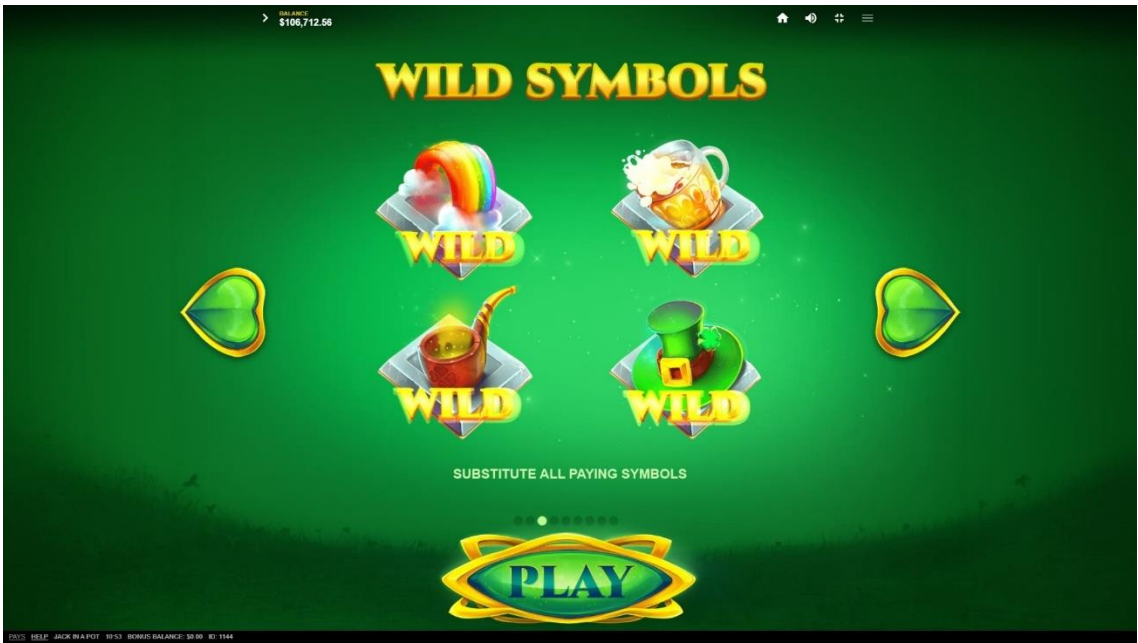 BALANCE
$106,712.56
WILD SYMBOLS
WILD
WILD
WILD
WILD
SUBSTITUTE ALL PAYING SYMBOLS
PLAY
PAYS HELP JACK IN A POT 10:53 BONUS BALANCE: $0.00 ID: 1144